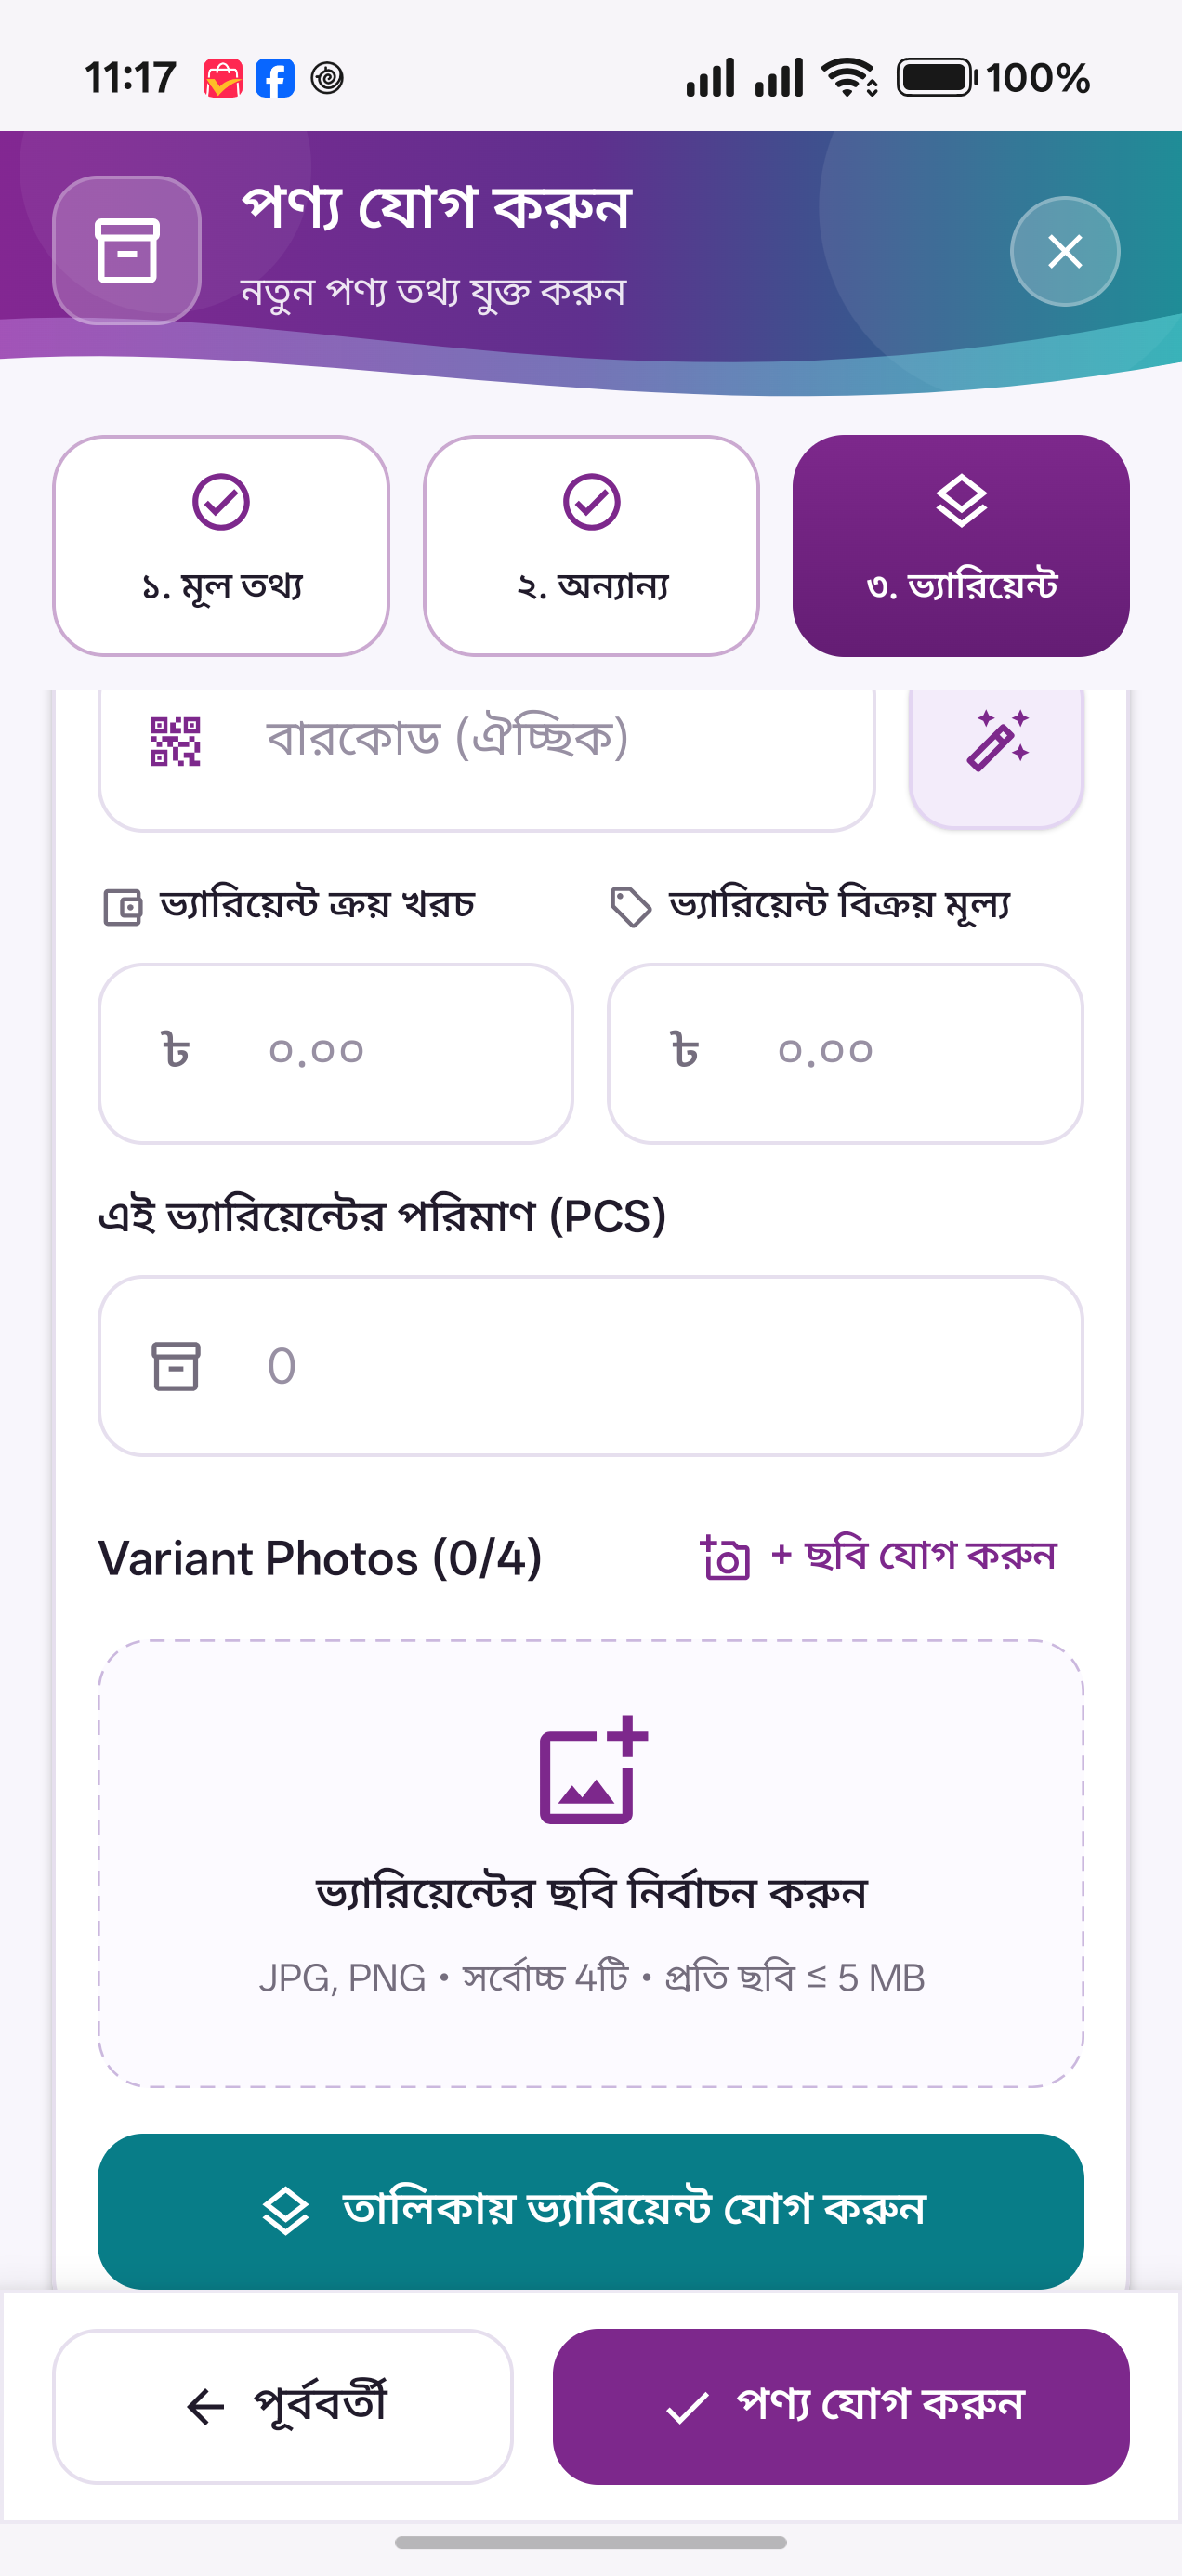 11:17
100%
পণ্য যোগ করুন
নতুন পণ্য তথ্য যুক্ত করুন
১. মূল তথ্য
২. অন্যান্য
৩. ভ্যারিয়েন্ট
বারকোড (ঐচ্ছিক)
ভ্যারিয়েন্ট ক্রয় খরচ
ভ্যারিয়েন্ট বিক্রয় মূল্য
৳ ০.০০
৳ ০.০০
এই ভ্যারিয়েন্টের পরিমাণ (PCS)
0
Variant Photos (0/4)
+ ছবি যোগ করুন
ভ্যারিয়েন্টের ছবি নির্বাচন করুন
JPG, PNG • সর্বোচ্চ 4টি • প্রতি ছবি ≤ 5 MB
তালিকায় ভ্যারিয়েন্ট যোগ করুন
পূর্ববর্তী
পণ্য যোগ করুন